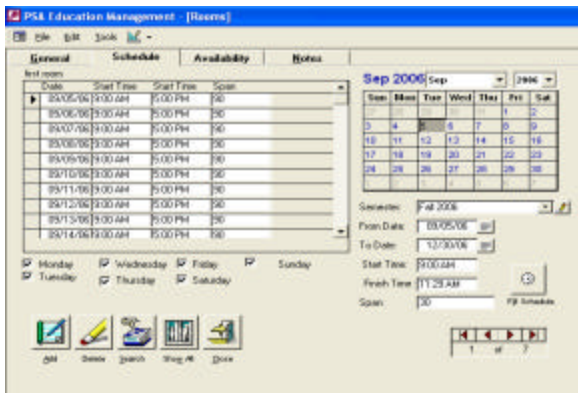 PSA Education Management - [Rooms]
File Edit Tools
General Schedule Availability Notes
first room
Date Start Time Start Time Span
09/05/06 9:00 AM 5:00 PM 90
09/06/06 9:00 AM 5:00 PM 90
09/07/06 9:00 AM 5:00 PM 90
09/08/06 9:00 AM 5:00 PM 90
09/09/06 9:00 AM 5:00 PM 90
09/10/06 9:00 AM 5:00 PM 90
09/11/06 9:00 AM 5:00 PM 90
09/12/06 9:00 AM 5:00 PM 90
09/13/06 9:00 AM 5:00 PM 90
09/14/06 9:00 AM 5:00 PM 90
Monday Wednesday Friday Sunday
Tuesday Thursday Saturday
Add Delete Search Show All Close
Sep 2006 Sep 2006
Sun Mon Tue Wed Thu Fri Sat
1 2
3 4 5 6 7 8 9
10 11 12 13 14 15 16
17 18 19 20 21 22 23
24 25 26 27 28 29 30
Semester: Fall 2006
From Date: 09/05/06
To Date: 12/30/06
Start Time: 9:00 AM
Finish Time 11:29 AM
Span: 30
Fill Schedule
1 of 7